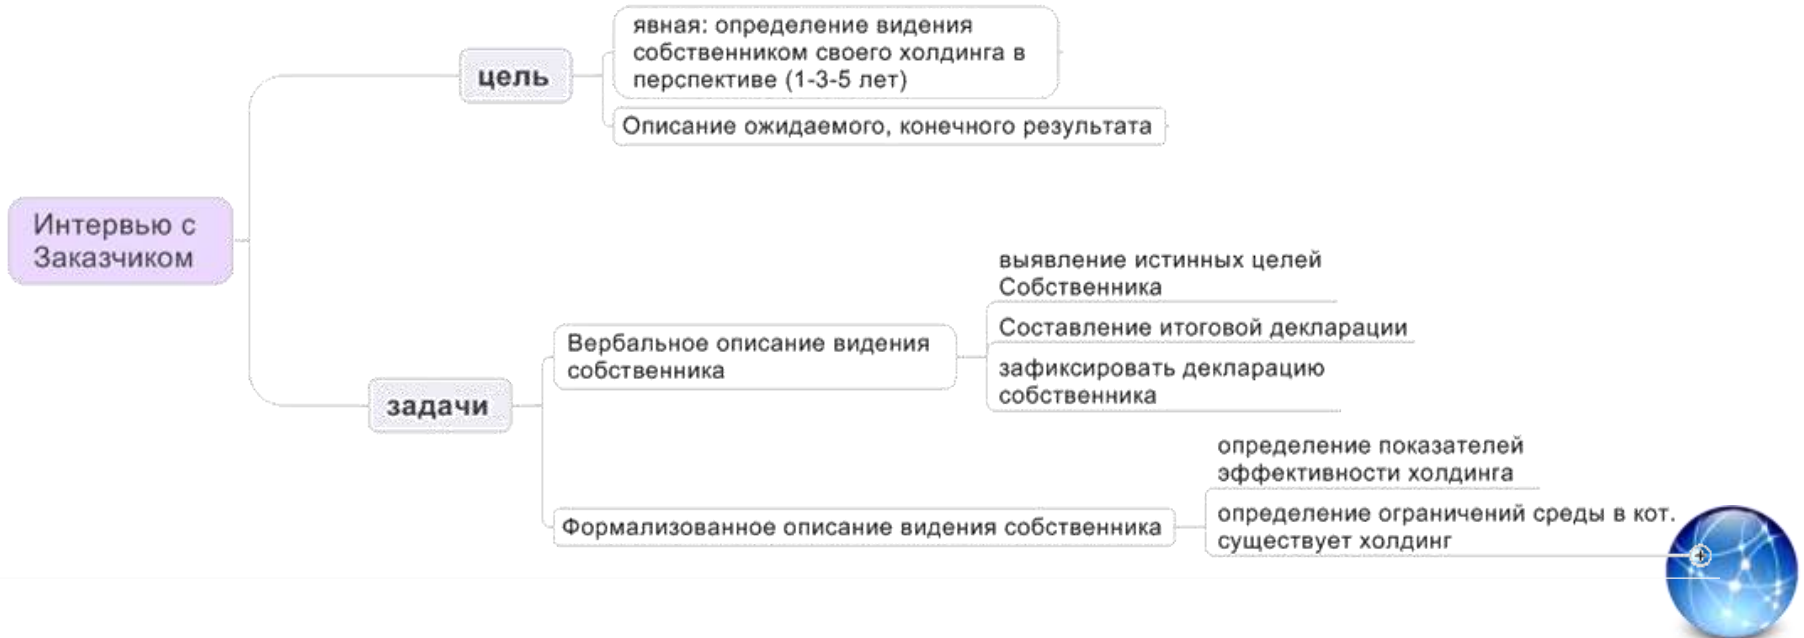 явная: определение видения
собственником своего холдинга в
перспективе (1-3-5 лет)
цель
Описание ожидаемого, конечного результата
Интервью с
Заказчиком
выявление истинных целей
Собственника
Составление итоговой декларации
Вербальное описание видения
собственника
зафиксировать декларацию
собственника
задачи
определение показателей
эффективности холдинга
Формализованное описание видения собственника
определение ограничений среды в кот.
существует холдинг